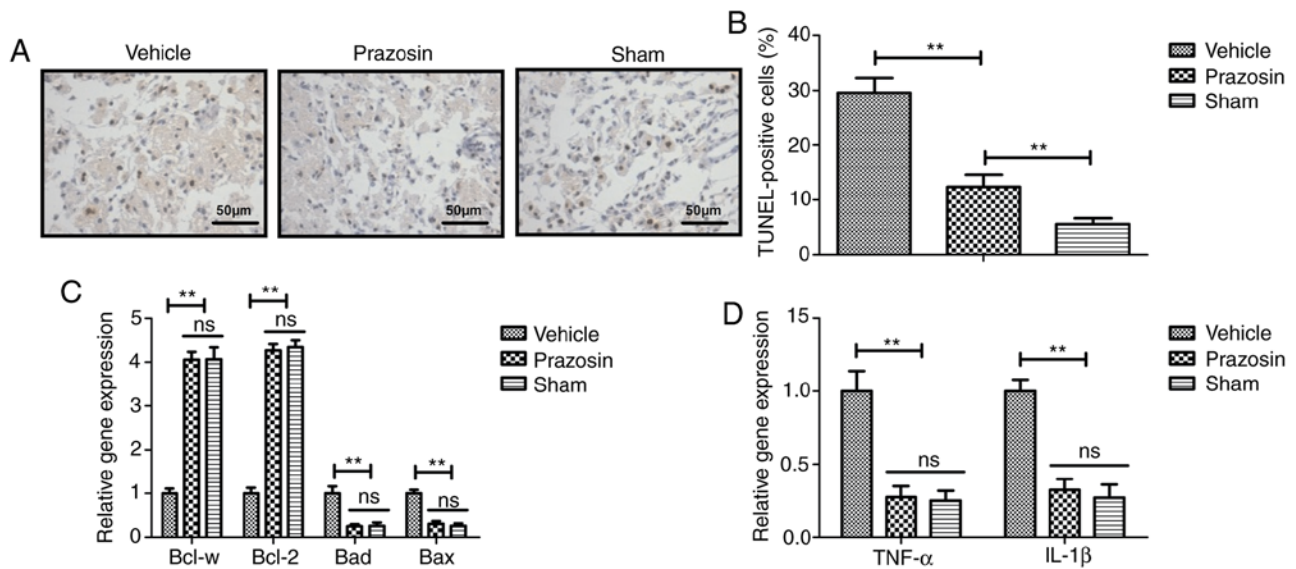 A
Vehicle
Prazosin
Sham
50μm
50μm
50μm
B
TUNEL-positive cells (%)
40
30
20
10
0
**
**
Vehicle
Prazosin
Sham
C
Relative gene expression
5
4
3
2
1
0
**
ns
**
ns
**
ns
**
ns
Bcl-w
Bcl-2
Bad
Bax
Vehicle
Prazosin
Sham
D
Relative gene expression
15
1.0
0.5
0.0
**
ns
**
ns
TNF-α
IL-1β
Vehicle
Prazosin
Sham